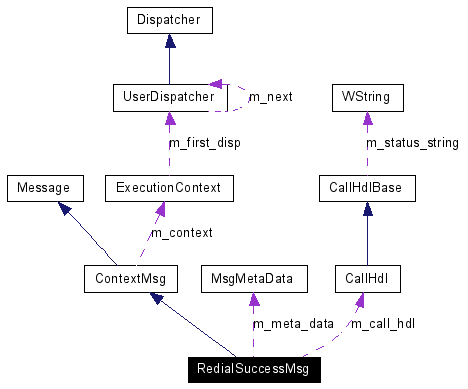 Dispatcher
UserDispatcher
WString
m_next
m_first_disp
m_status_string
Message
ExecutionContext
CallHdlBase
m_context
ContextMsg
MsgMetaData
CallHdl
m_meta_data
m_call_hdl
RedialSuccessMsg